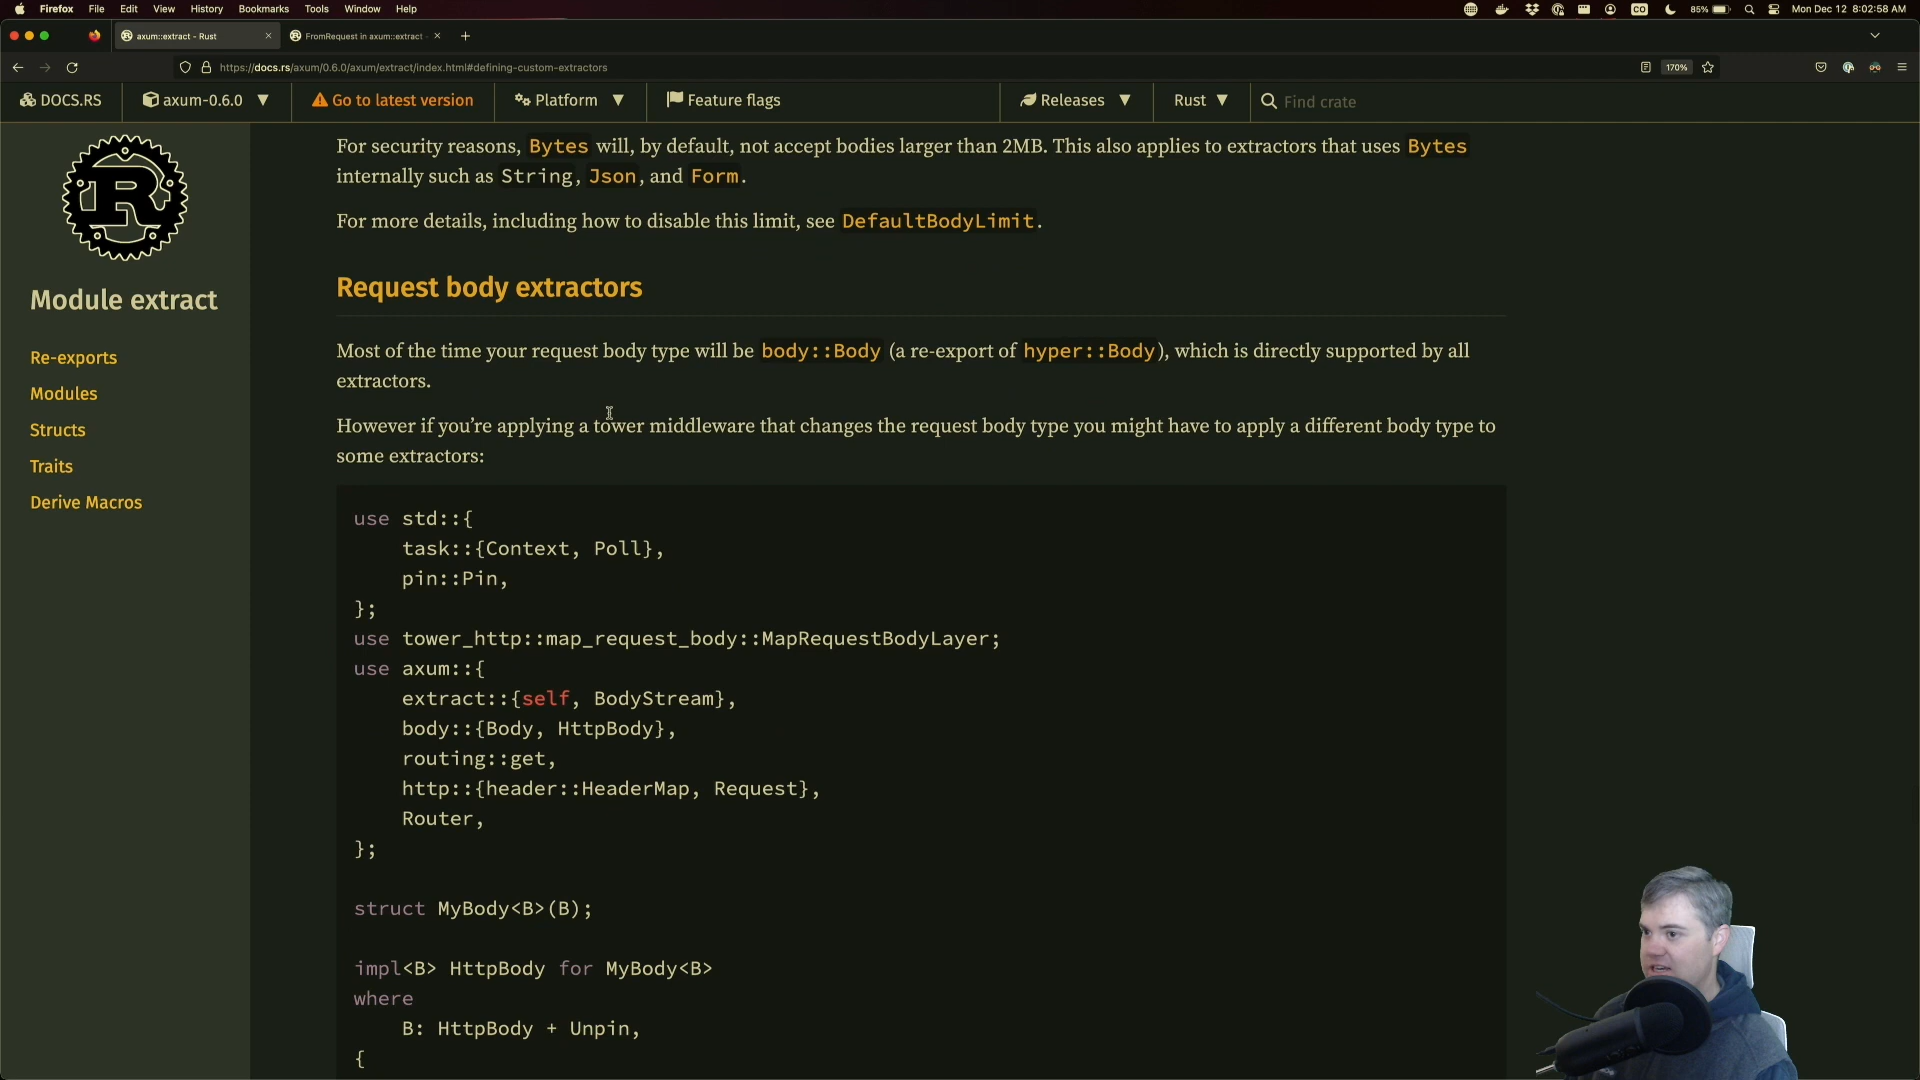 Firefox File Edit View History Bookmarks Tools Window Help
85% Mon Dec 12 8:02:58 AM
axum::extract - Rust
FromRequest in axum::extract -
https://docs.rs/axum/0.6.0/axum/extract/index.html#defining-custom-extractors
170%
DOCS.RS axum-0.6.0 Go to latest version Platform Feature flags Releases Rust Find crate
Module extract
Re-exports
Modules
Structs
Traits
Derive Macros
For security reasons, Bytes will, by default, not accept bodies larger than 2MB. This also applies to extractors that uses Bytes
internally such as String, Json, and Form.
For more details, including how to disable this limit, see DefaultBodyLimit.
Request body extractors
Most of the time your request body type will be body::Body (a re-export of hyper::Body), which is directly supported by all
extractors.
However if you’re applying a tower middleware that changes the request body type you might have to apply a different body type to
some extractors:
use std::{
    task::{Context, Poll},
    pin::Pin,
};
use tower_http::map_request_body::MapRequestBodyLayer;
use axum::{
    extract::{self, BodyStream},
    body::{Body, HttpBody},
    routing::get,
    http::{header::HeaderMap, Request},
    Router,
};
struct MyBody<B>(B);
impl<B> HttpBody for MyBody<B>
where
    B: HttpBody + Unpin,
{